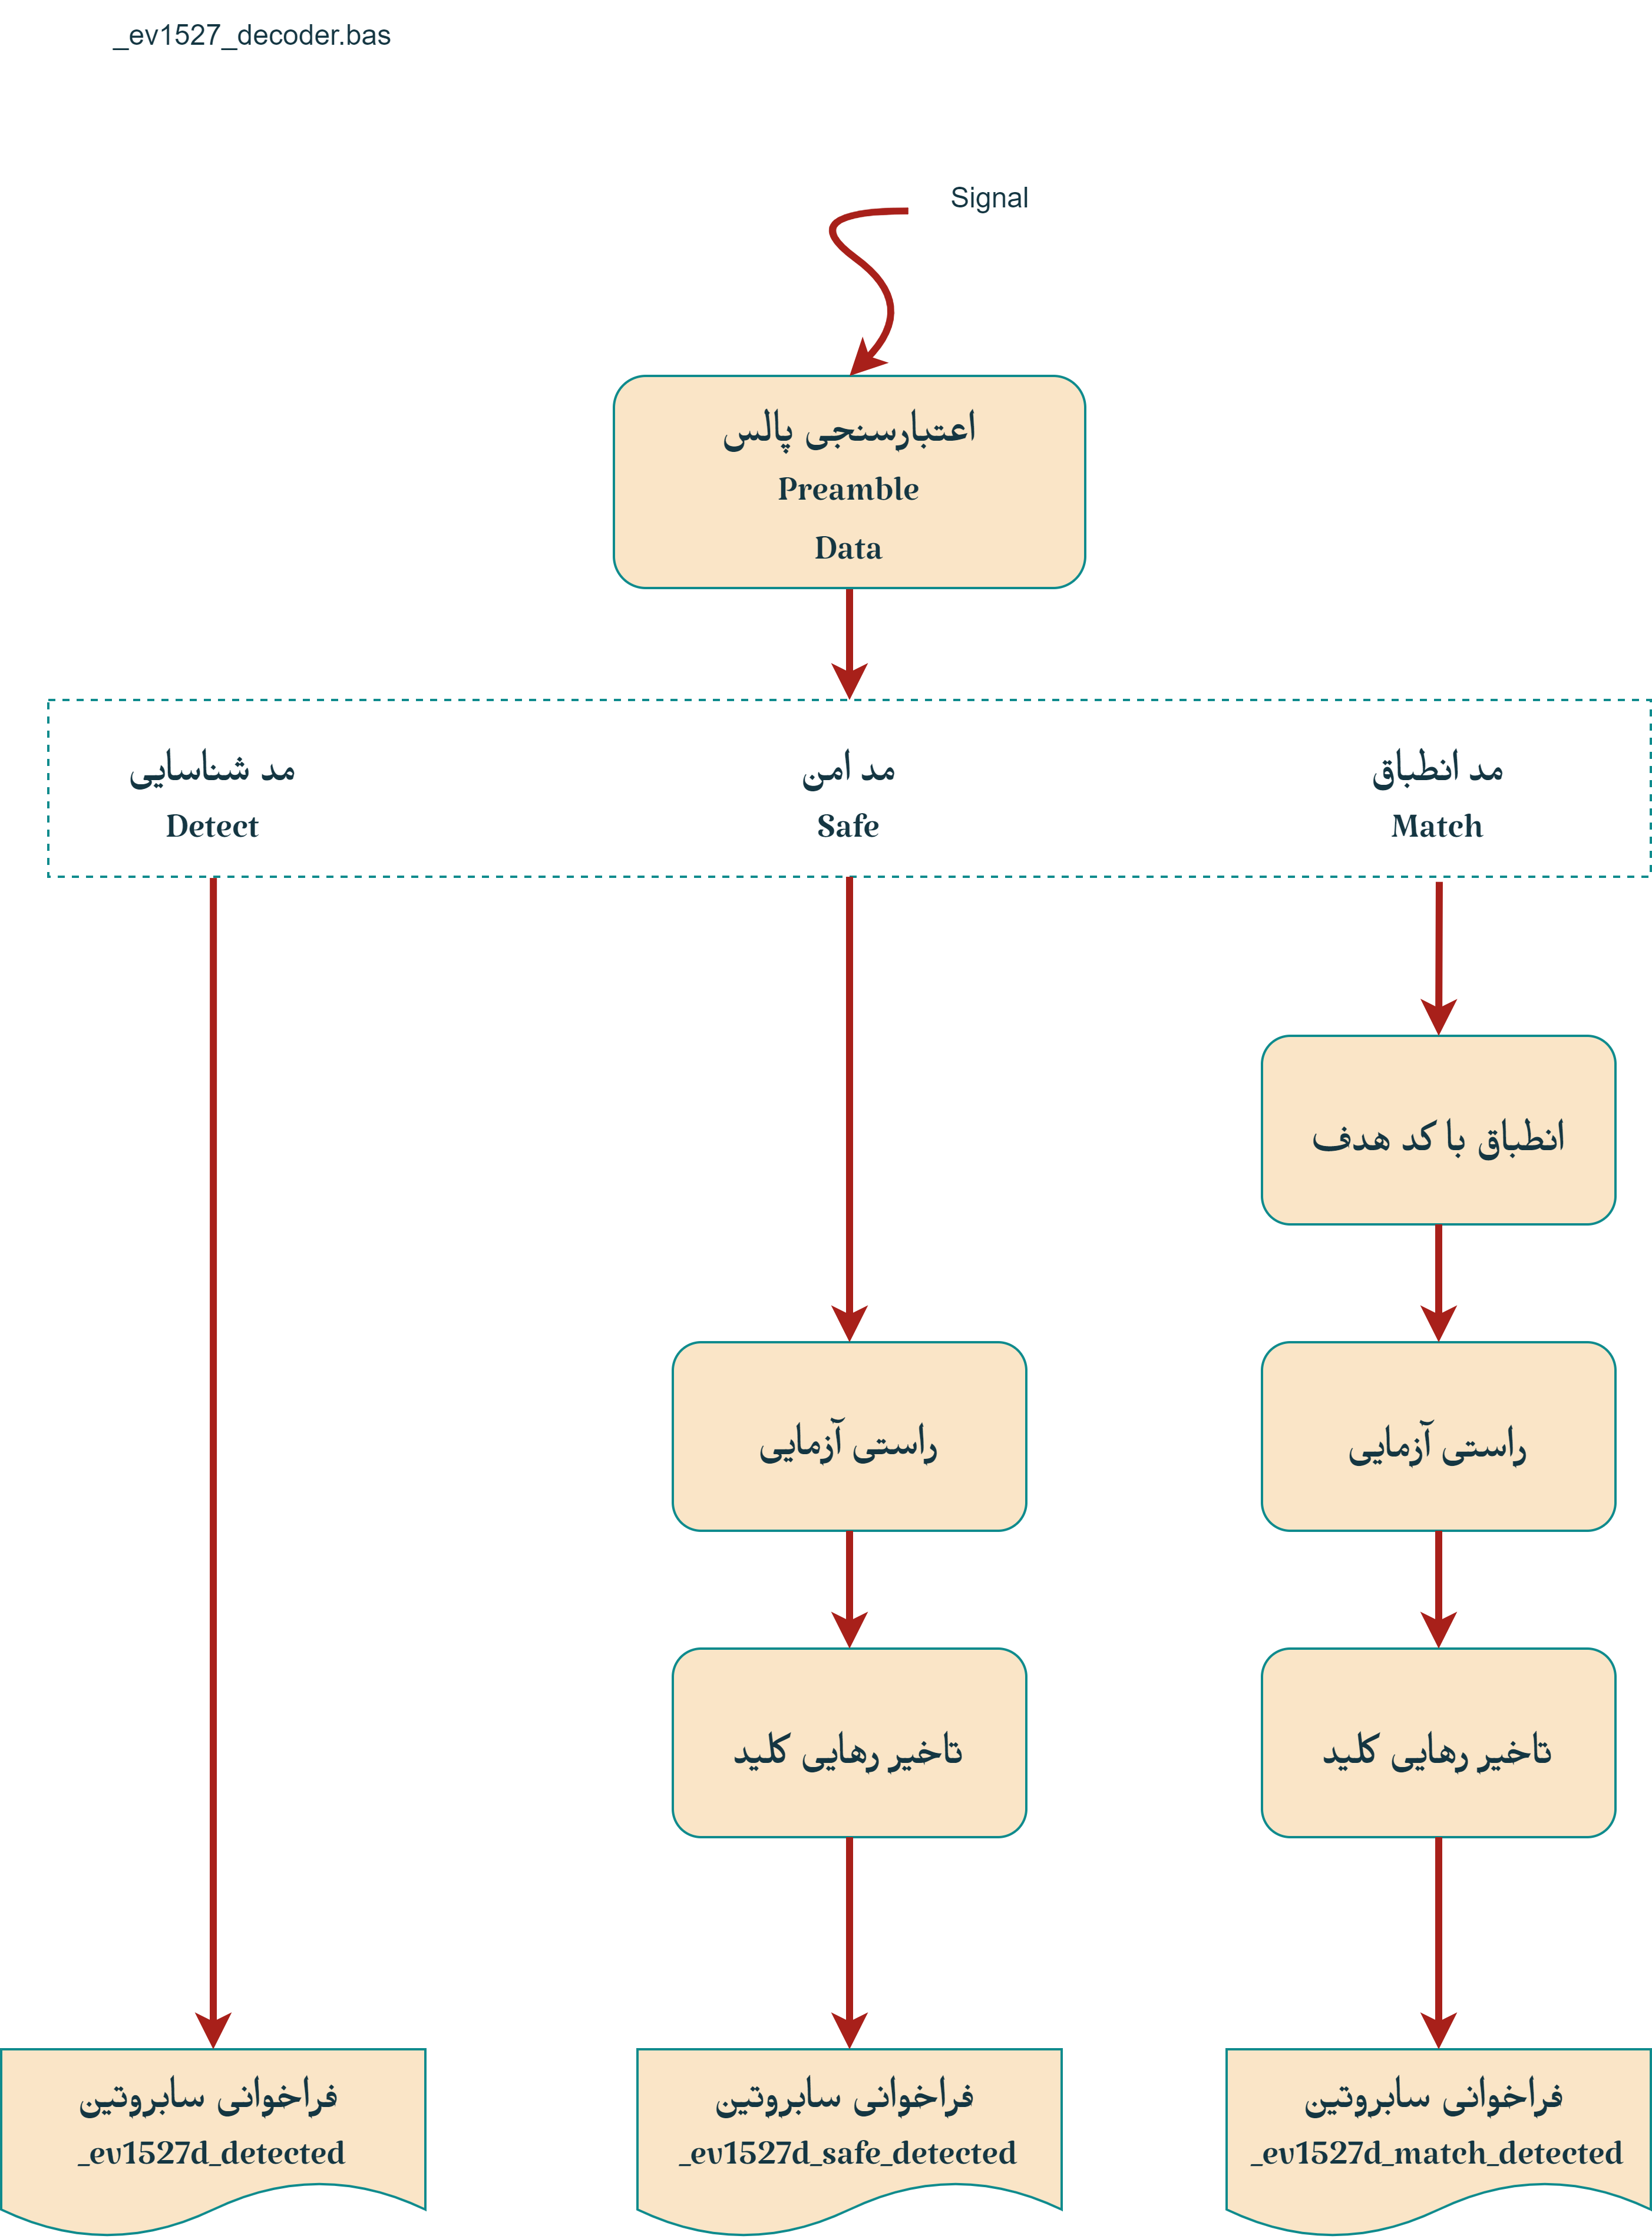 _ev1527_decoder.bas
Signal
اعتبارسنجی پالس
Preamble
Data
مد شناسایی
Detect
مد امن
Safe
مد انطباق
Match
انطباق با کد هدف
راستی آزمایی
راستی آزمایی
تاخیر رهایی کلید
تاخیر رهایی کلید
فراخوانی سابروتین
_ev1527d_detected
فراخوانی سابروتین
_ev1527d_safe_detected
فراخوانی سابروتین
_ev1527d_match_detected